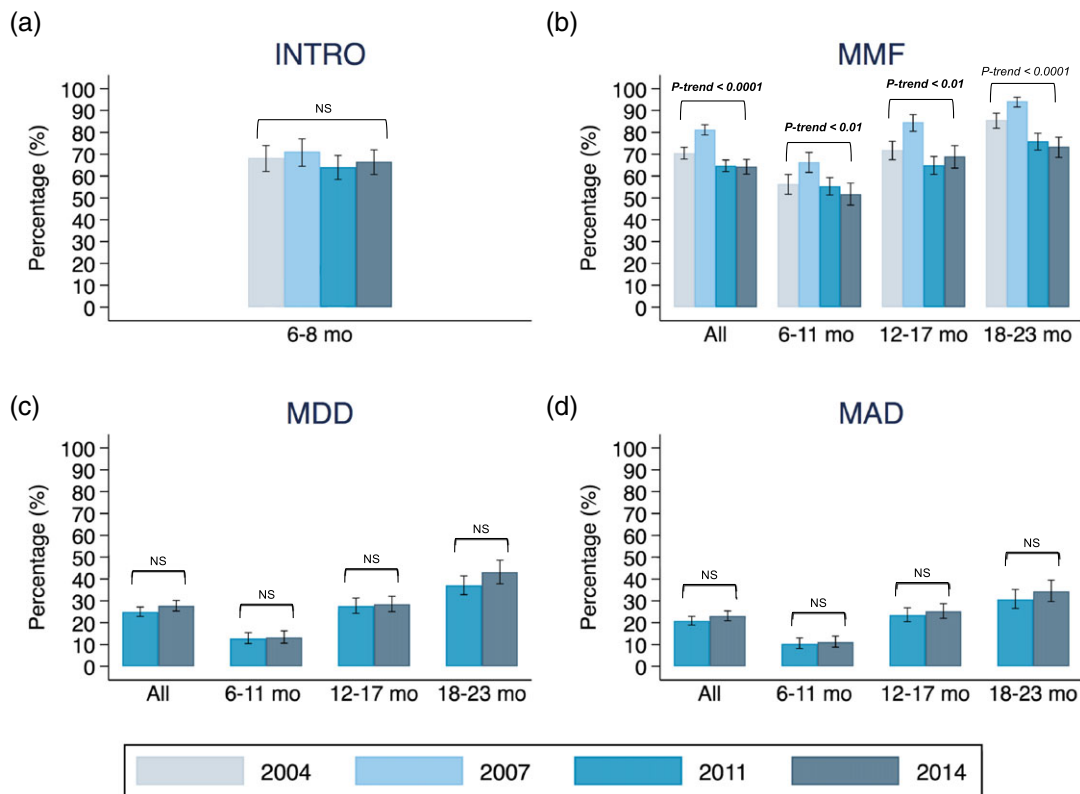 (a)
INTRO
Percentage (%)
100
90
80
70
60
50
40
30
20
10
0
NS
6-8 mo
(b)
MMF
Percentage (%)
100
90
80
70
60
50
40
30
20
10
0
P-trend < 0.0001
P-trend < 0.01
P-trend < 0.01
P-trend < 0.0001
All 6-11 mo 12-17 mo 18-23 mo
(c)
MDD
Percentage (%)
100
90
80
70
60
50
40
30
20
10
0
NS
NS
NS
NS
All 6-11 mo 12-17 mo 18-23 mo
(d)
MAD
Percentage (%)
100
90
80
70
60
50
40
30
20
10
0
NS
NS
NS
NS
All 6-11 mo 12-17 mo 18-23 mo
2004 2007 2011 2014